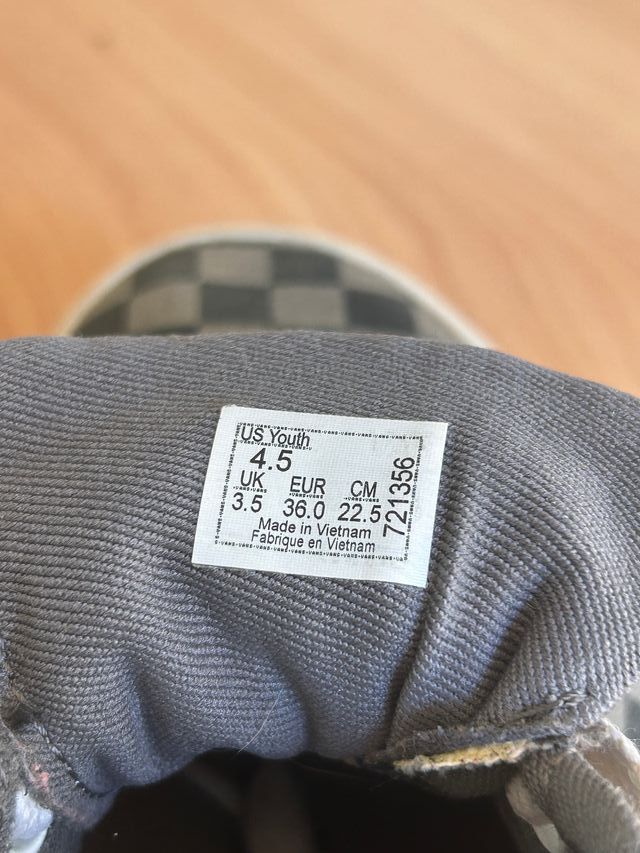 US Youth
4.5
UK EUR CM
3.5 36.0 22.5
Made in Vietnam
Fabrique en Vietnam
721356